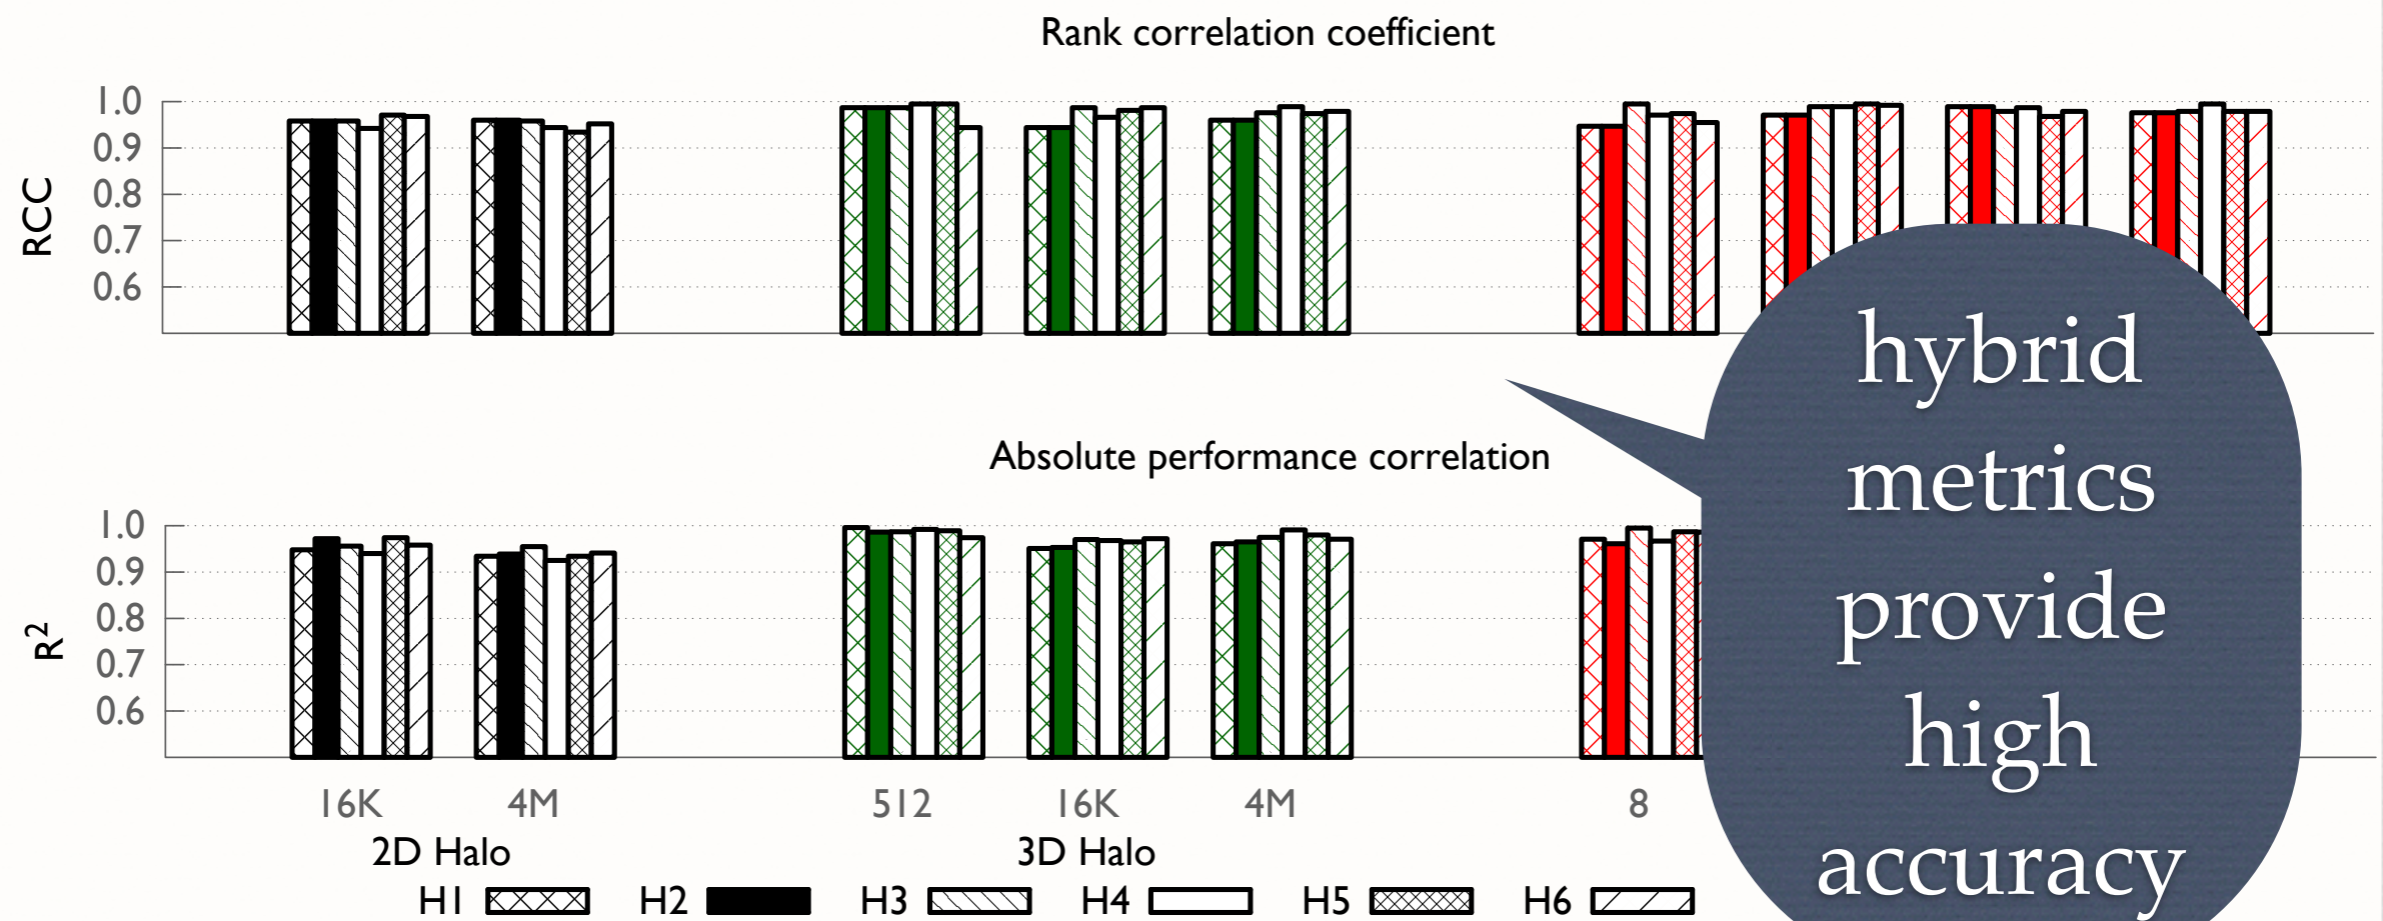 Rank correlation coefficient
1.0
0.9
0.8
0.7
0.6
RCC
Absolute performance correlation
1.0
0.9
0.8
0.7
0.6
R²
16K 4M 512 16K 4M 8
2D Halo 3D Halo
H1 H2 H3 H4 H5 H6
hybrid
metrics
provide
high
accuracy